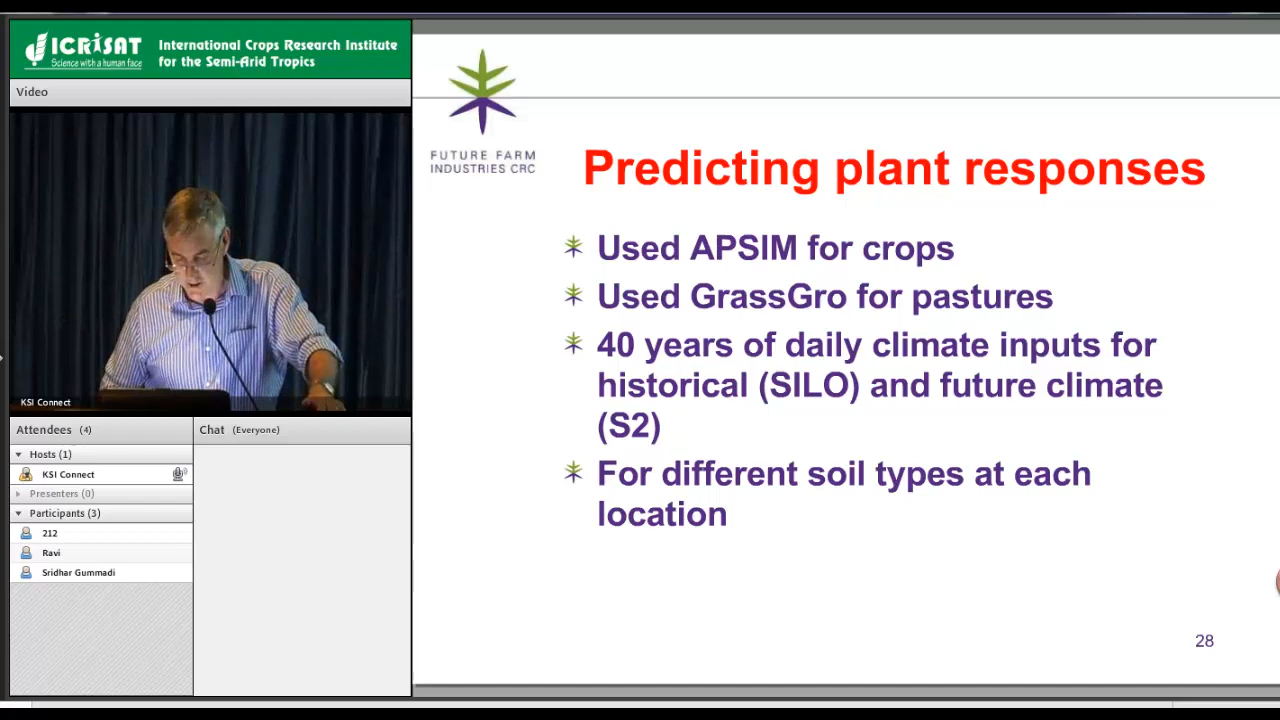 ICRISAT
Science with a human face
International Crops Research Institute
for the Semi-Arid Tropics
Video
KSI Connect
Attendees (4)
Hosts (1)
KSI Connect
Presenters (0)
Participants (3)
212
Ravi
Sridhar Gummadi
Chat (Everyone)
FUTURE FARM
INDUSTRIES CRC
Predicting plant responses
Used APSIM for crops
Used GrassGro for pastures
40 years of daily climate inputs for
historical (SILO) and future climate
(S2)
For different soil types at each
location
28